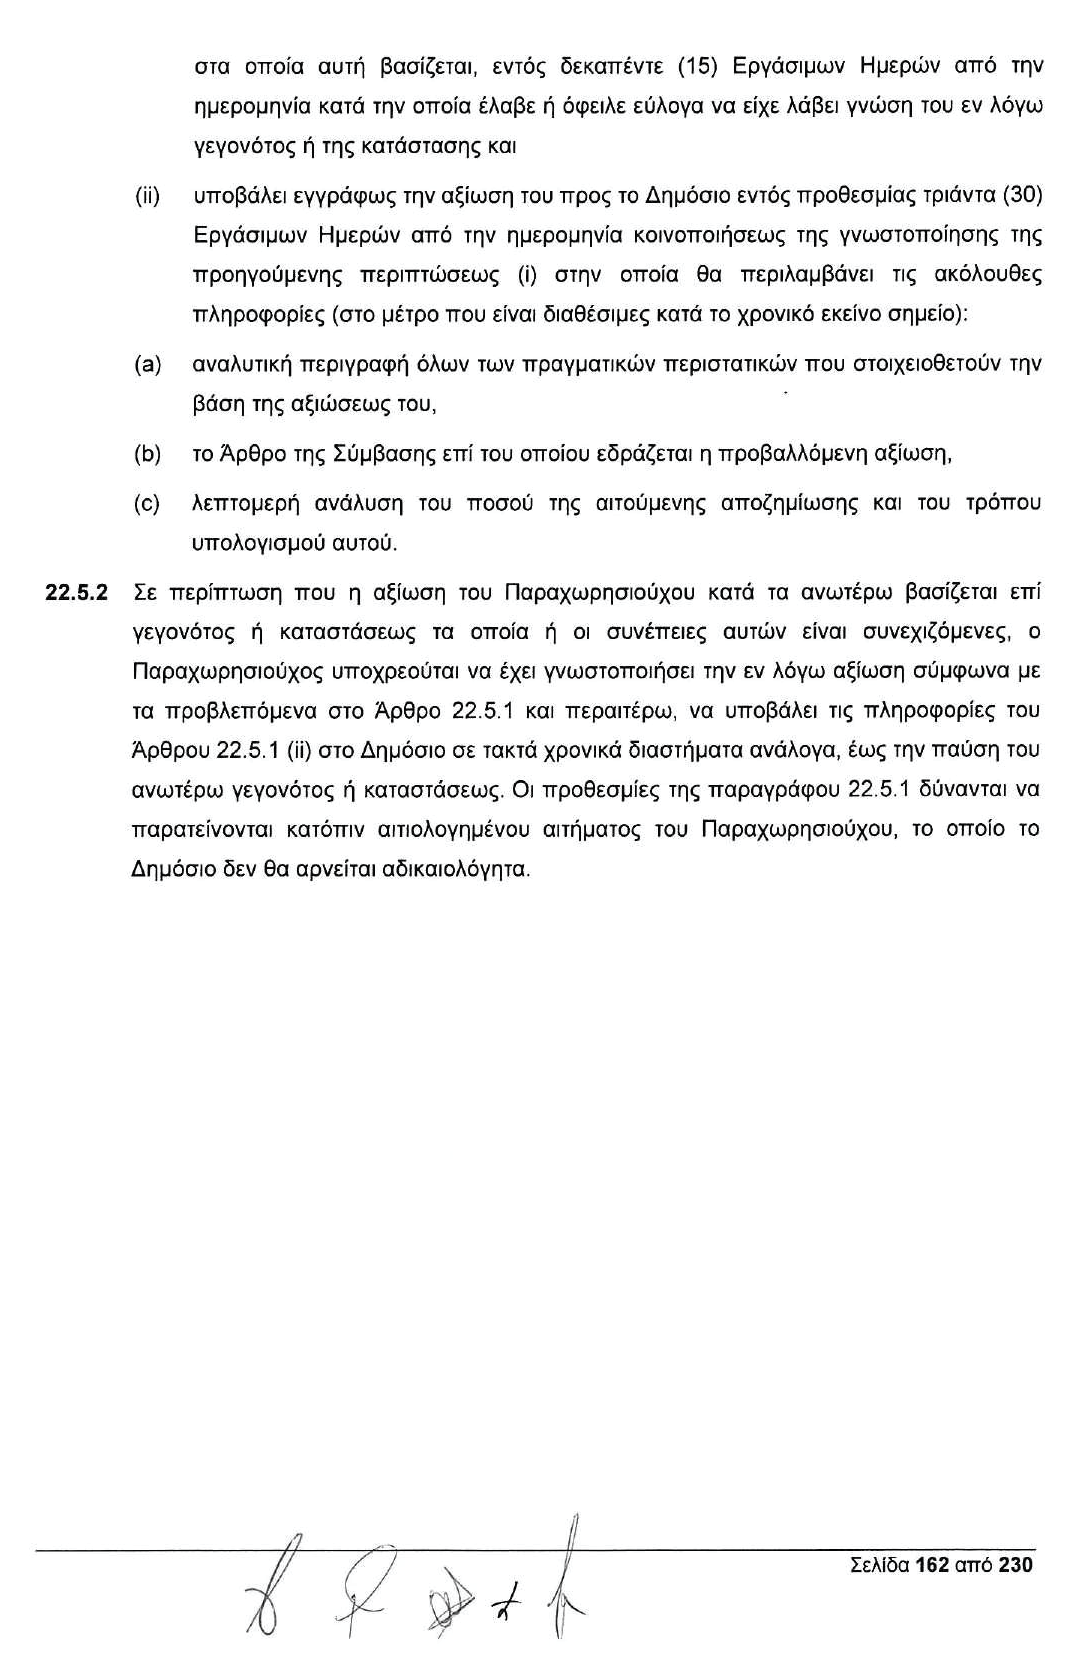 στα οποία αυτή βασίζεται, εντός δεκαπέντε (15) Εργάσιμων Ημερών από την
ημερομηνία κατά την οποία έλαβε ή όφειλε εύλογα να είχε λάβει γνώση του εν λόγω
γεγονότος ή της κατάστασης και
(ii) υποβάλει εγγράφως την αξίωση του προς το Δημόσιο εντός προθεσμίας τριάντα (30)
Εργάσιμων Ημερών από την ημερομηνία κοινοποιήσεως της γνωστοποίησης της
προηγούμενης περιπτώσεως (i) στην οποία θα περιλαμβάνει τις ακόλουθες
πληροφορίες (στο μέτρο που είναι διαθέσιμες κατά το χρονικό εκείνο σημείο):
(a) αναλυτική περιγραφή όλων των πραγματικών περιστατικών που στοιχειοθετούν την
βάση της αξιώσεως του,
(b) το Άρθρο της Σύμβασης επί του οποίου εδράζεται η προβαλλόμενη αξίωση,
(c) λεπτομερή ανάλυση του ποσού της αιτούμενης αποζημίωσης και του τρόπου
υπολογισμού αυτού.
22.5.2 Σε περίπτωση που η αξίωση του Παραχωρησιούχου κατά τα ανωτέρω βασίζεται επί
γεγονότος ή καταστάσεως τα οποία ή οι συνέπειες αυτών είναι συνεχιζόμενες, ο
Παραχωρησιούχος υποχρεούται να έχει γνωστοποιήσει την εν λόγω αξίωση σύμφωνα με
τα προβλεπόμενα στο Άρθρο 22.5.1 και περαιτέρω, να υποβάλει τις πληροφορίες του
Άρθρου 22.5.1 (ii) στο Δημόσιο σε τακτά χρονικά διαστήματα ανάλογα, έως την παύση του
ανωτέρω γεγονότος ή καταστάσεως. Οι προθεσμίες της παραγράφου 22.5.1 δύνανται να
παρατείνονται κατόπιν αιτιολογημένου αιτήματος του Παραχωρησιούχου, το οποίο το
Δημόσιο δεν θα αρνείται αδικαιολόγητα.
Σελίδα 162 από 230